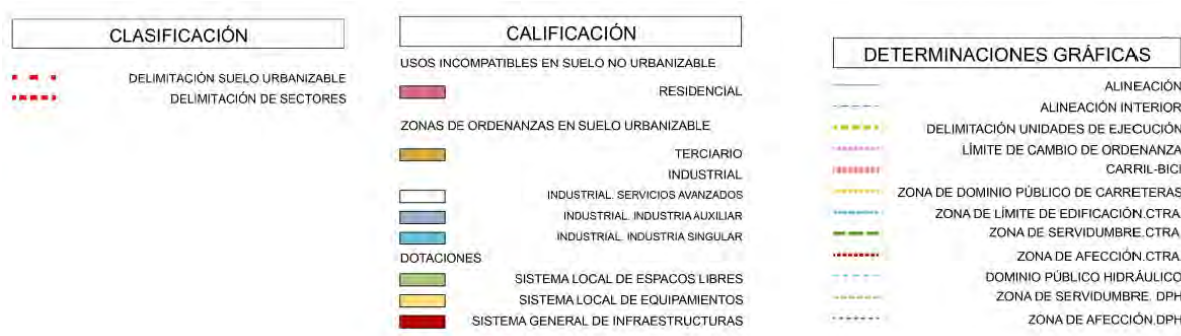 CLASIFICACIÓN
DELIMITACIÓN SUELO URBANIZABLE
DELIMITACIÓN DE SECTORES
CALIFICACIÓN
USOS INCOMPATIBLES EN SUELO NO URBANIZABLE
RESIDENCIAL
ZONAS DE ORDENANZAS EN SUELO URBANIZABLE
TERCIARIO
INDUSTRIAL
INDUSTRIAL. SERVICIOS AVANZADOS
INDUSTRIAL. INDUSTRIA AUXILIAR
INDUSTRIAL. INDUSTRIA SINGULAR
DOTACIONES
SISTEMA LOCAL DE ESPACOS LIBRES
SISTEMA LOCAL DE EQUIPAMIENTOS
SISTEMA GENERAL DE INFRAESTRUCTURAS
DETERMINACIONES GRÁFICAS
ALINEACIÓN
ALINEACIÓN INTERIOR
DELIMITACIÓN UNIDADES DE EJECUCIÓN
LÍMITE DE CAMBIO DE ORDENANZA
CARRIL-BICI
ZONA DE DOMINIO PÚBLICO DE CARRETERAS
ZONA DE LÍMITE DE EDIFICACIÓN.CTRA
ZONA DE SERVIDUMBRE.CTRA
ZONA DE AFECCIÓN.CTRA.
DOMINIO PÚBLICO HIDRÁULICO
ZONA DE SERVIDUMBRE. DPH
ZONA DE AFECCIÓN.DPH